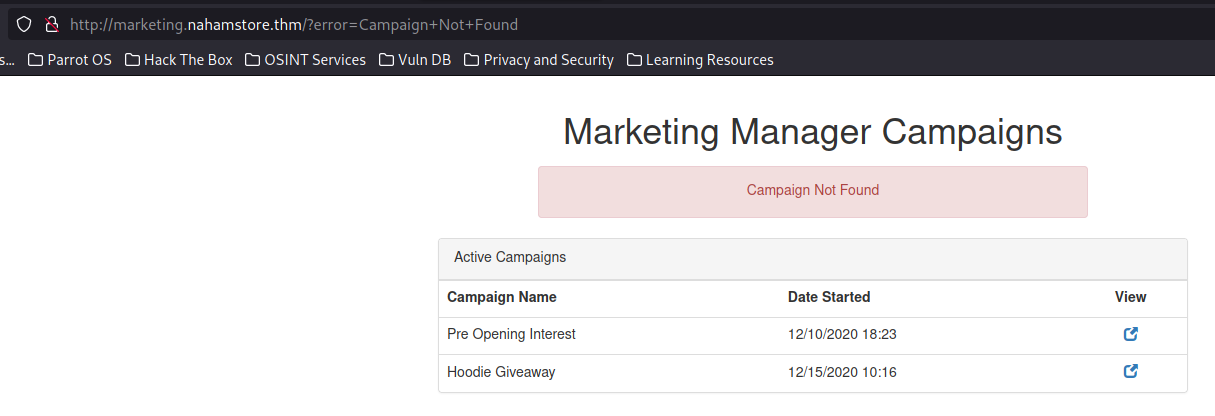 http://marketing.nahamstore.thm/?error=Campaign+Not+Found
s... Parrot OS Hack The Box OSINT Services Vuln DB Privacy and Security Learning Resources
Marketing Manager Campaigns
Campaign Not Found
Active Campaigns
Campaign Name Date Started View
Pre Opening Interest 12/10/2020 18:23
Hoodie Giveaway 12/15/2020 10:16